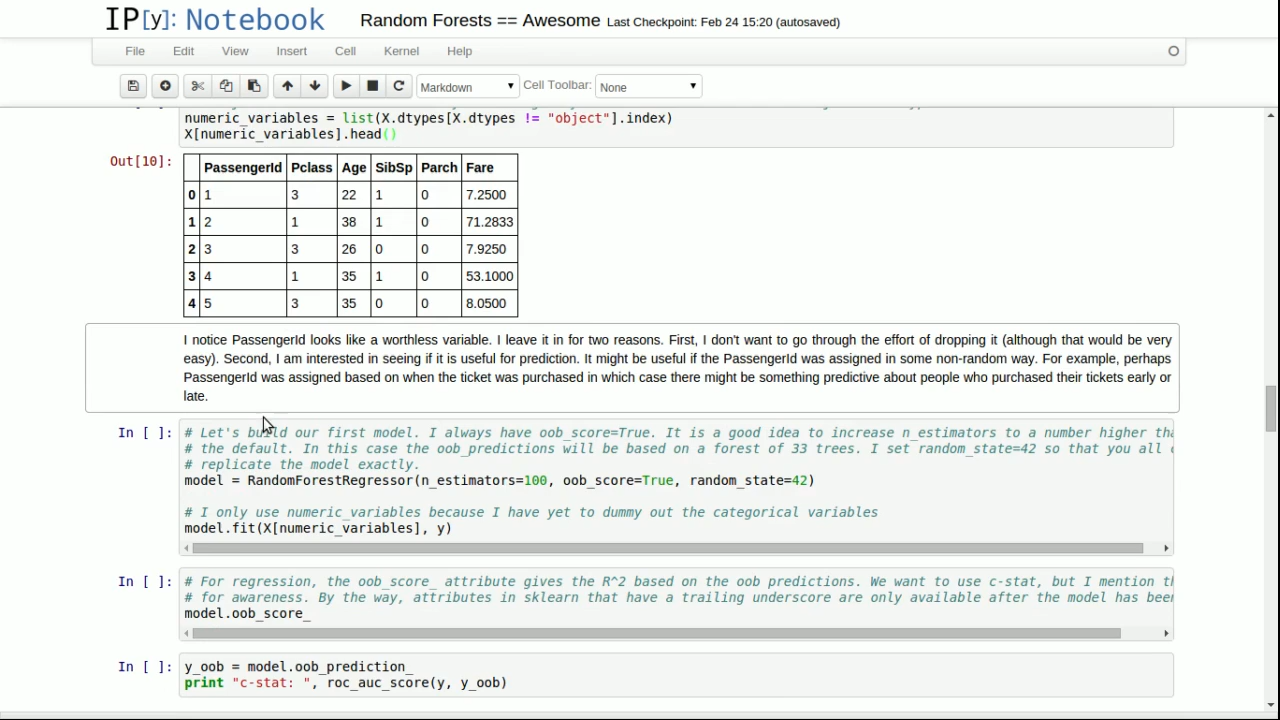 IP[y]: Notebook Random Forests == Awesome Last Checkpoint: Feb 24 15:20 (autosaved)
File Edit View Insert Cell Kernel Help
Markdown Cell Toolbar: None
numeric_variables = list(X.dtypes[X.dtypes != "object"].index)
X[numeric_variables].head()
Out[10]:
PassengerId Pclass Age SibSp Parch Fare
0 1 3 22 1 0 7.2500
1 2 1 38 1 0 71.2833
2 3 3 26 0 0 7.9250
3 4 1 35 1 0 53.1000
4 5 3 35 0 0 8.0500
I notice PassengerId looks like a worthless variable. I leave it in for two reasons. First, I don't want to go through the effort of dropping it (although that would be very
easy). Second, I am interested in seeing if it is useful for prediction. It might be useful if the PassengerId was assigned in some non-random way. For example, perhaps
PassengerId was assigned based on when the ticket was purchased in which case there might be something predictive about people who purchased their tickets early or
late.
In [ ]: # Let's build our first model. I always have oob_score=True. It is a good idea to increase n_estimators to a number higher tha
# the default. In this case the oob_predictions will be based on a forest of 33 trees. I set random_state=42 so that you all c
# replicate the model exactly.
model = RandomForestRegressor(n_estimators=100, oob_score=True, random_state=42)
# I only use numeric_variables because I have yet to dummy out the categorical variables
model.fit(X[numeric_variables], y)
In [ ]: # For regression, the oob_score_ attribute gives the R^2 based on the oob predictions. We want to use c-stat, but I mention th
# for awareness. By the way, attributes in sklearn that have a trailing underscore are only available after the model has been
model.oob_score_
In [ ]: y_oob = model.oob_prediction_
print "c-stat: ", roc_auc_score(y, y_oob)